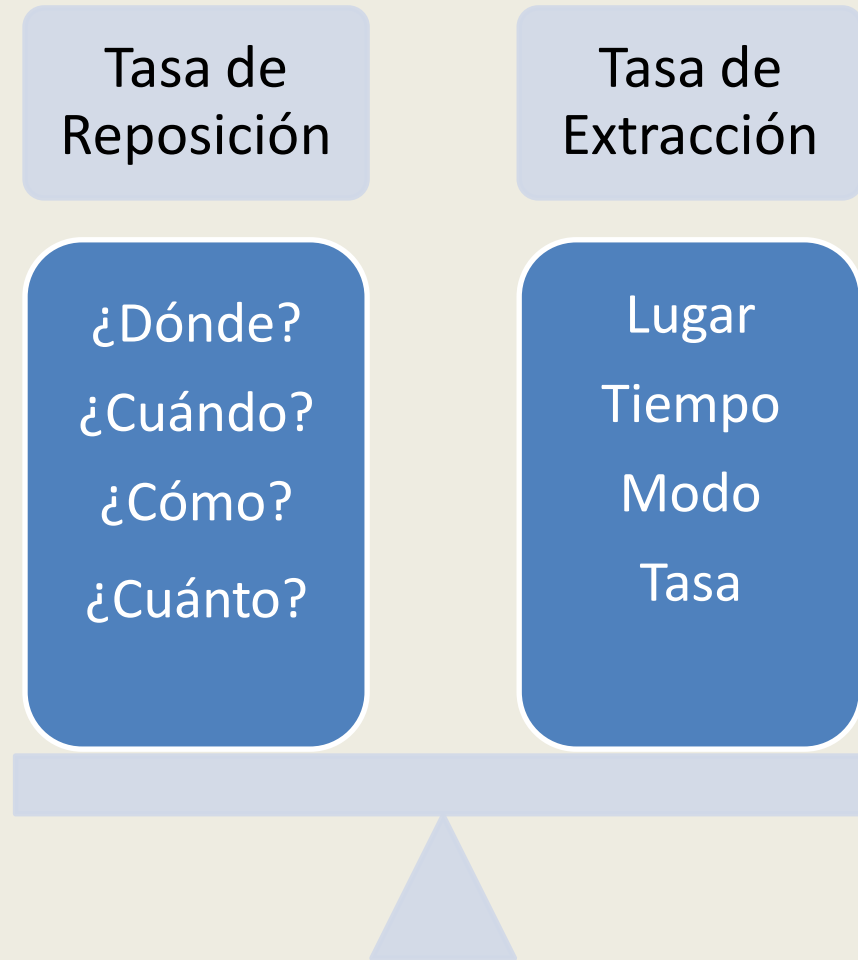 Tasa de
Reposición
Tasa de
Extracción
¿Dónde?
¿Cuándo?
¿Cómo?
¿Cuánto?
Lugar
Tiempo
Modo
Tasa